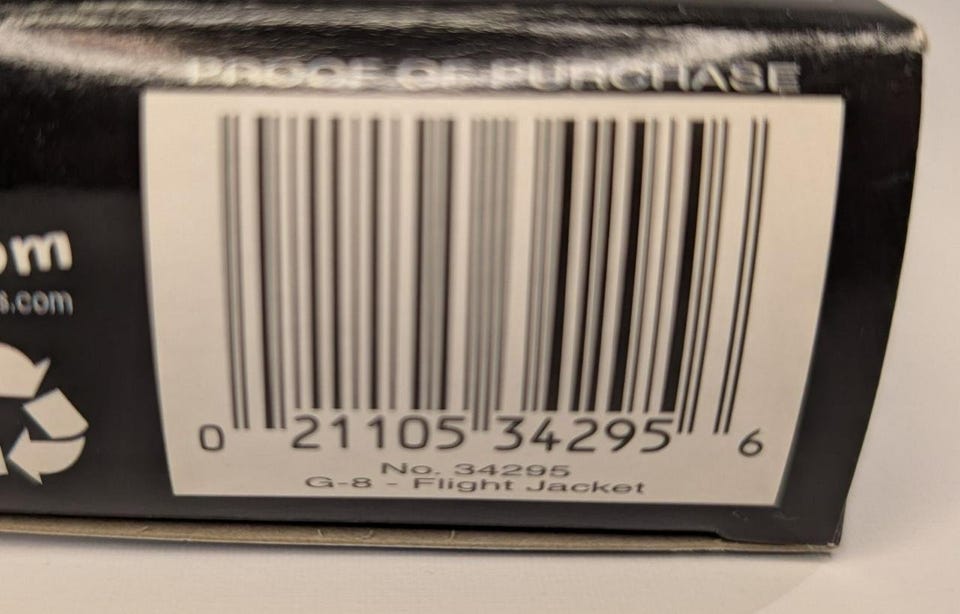 PROOF OF PURCHASE
om
s.com
0 21105 34295 6
No. 34295
G-8 - Flight Jacket